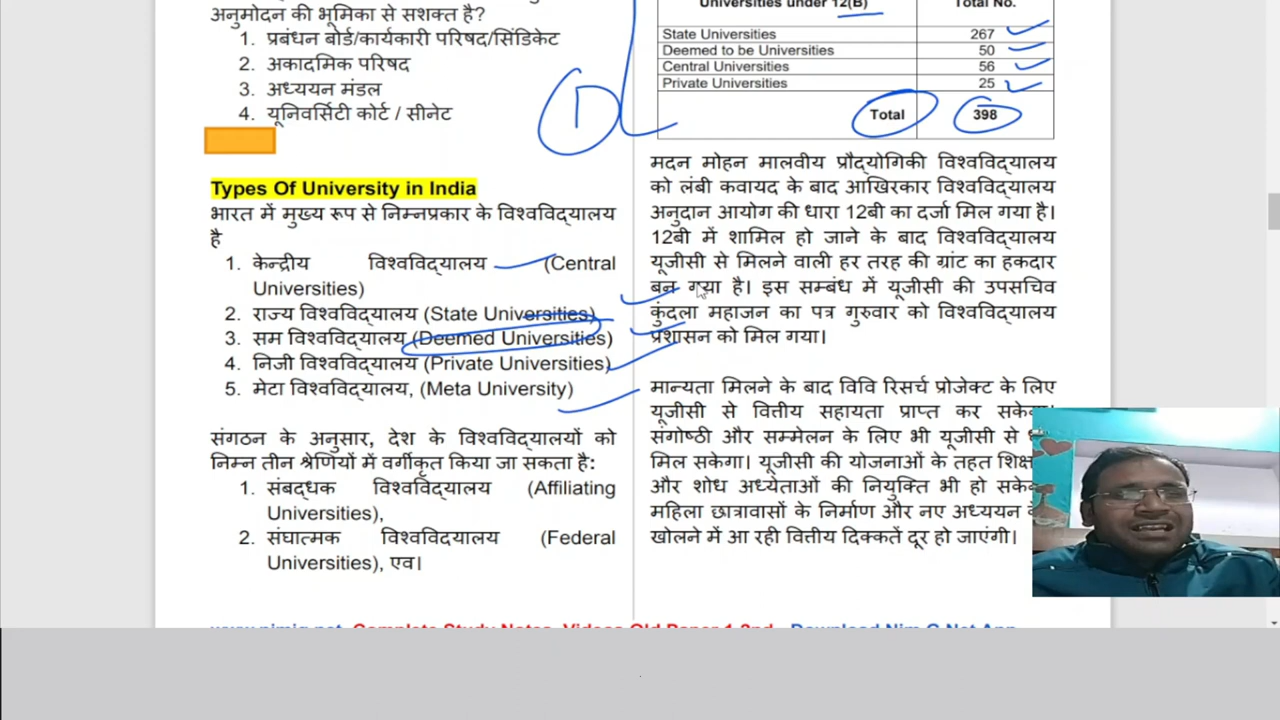 अनुमोदन की भूमिका से सशक्त है?
1. प्रबंधन बोर्ड/कार्यकारी परिषद/सिंडिकेट
2. अकादमिक परिषद
3. अध्ययन मंडल
4. यूनिवर्सिटी कोर्ट / सीनेट
Types Of University in India
भारत में मुख्य रूप से निम्नप्रकार के विश्वविद्यालय
है
1. केन्द्रीय विश्वविद्यालय (Central
Universities)
2. राज्य विश्वविद्यालय (State Universities)
3. सम विश्वविद्यालय (Deemed Universities)
4. निजी विश्वविद्यालय (Private Universities)
5. मेटा विश्वविद्यालय, (Meta University)
संगठन के अनुसार, देश के विश्वविद्यालयों को
निम्न तीन श्रेणियों में वर्गीकृत किया जा सकता है:
1. संबद्धक विश्वविद्यालय (Affiliating
Universities),
2. संघात्मक विश्वविद्यालय (Federal
Universities), एव।
1
Universities under 12(B) Total No.
State Universities 267
Deemed to be Universities 50
Central Universities 56
Private Universities 25
Total 398
मदन मोहन मालवीय प्रौद्योगिकी विश्वविद्यालय
को लंबी कवायद के बाद आखिरकार विश्वविद्यालय
अनुदान आयोग की धारा 12बी का दर्जा मिल गया है।
12बी में शामिल हो जाने के बाद विश्वविद्यालय
यूजीसी से मिलने वाली हर तरह की ग्रांट का हकदार
बन गया है। इस सम्बंध में यूजीसी की उपसचिव
कुंदला महाजन का पत्र गुरुवार को विश्वविद्यालय
प्रशासन को मिल गया।
मान्यता मिलने के बाद विवि रिसर्च प्रोजेक्ट के लिए
यूजीसी से वित्तीय सहायता प्राप्त कर
संगोष्ठी और सम्मेलन के लिए भी यूजीसी से
मिल सकेगा। यूजीसी की योजनाओं के तहत
और शोध अध्येताओं की नियुक्ति भी हो
महिला छात्रावासों के निर्माण और नए अध्ययन
खोलने में आ रही वित्तीय दिक्कतें दूर हो जाएंगी।